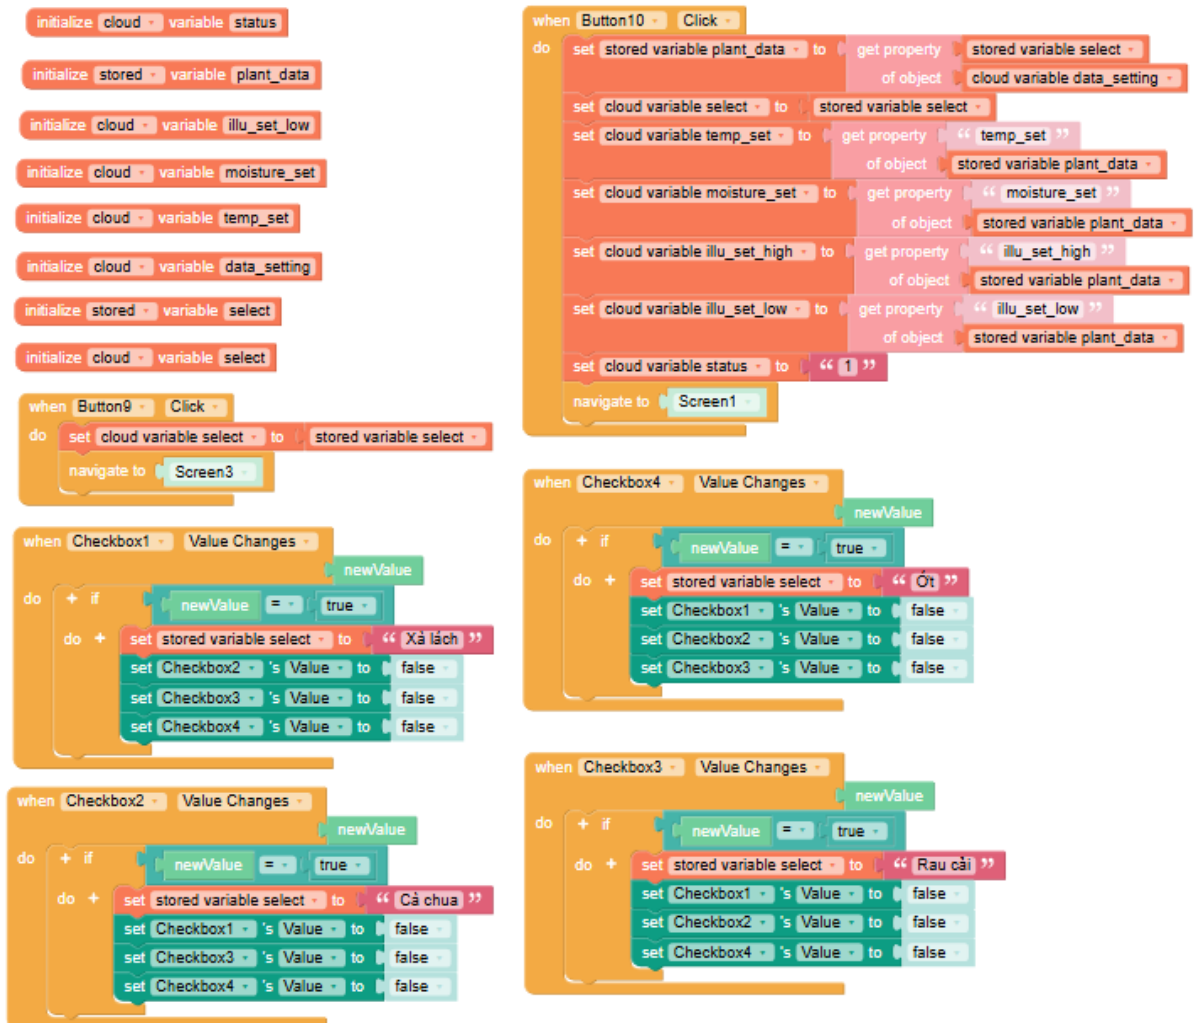 initialize cloud variable status
initialize stored variable plant_data
initialize cloud variable illu_set_low
initialize cloud variable moisture_set
initialize cloud variable temp_set
initialize cloud variable data_setting
initialize stored variable select
initialize cloud variable select
when Button9 Click
do set cloud variable select to stored variable select
navigate to Screen3
when Checkbox1 Value Changes
newValue
do + if newValue = true
do + set stored variable select to “ Xà lách ”
set Checkbox2 's Value to false
set Checkbox3 's Value to false
set Checkbox4 's Value to false
when Checkbox2 Value Changes
newValue
do + if newValue = true
do + set stored variable select to “ Cà chua ”
set Checkbox1 's Value to false
set Checkbox3 's Value to false
set Checkbox4 's Value to false
when Button10 Click
do set stored variable plant_data to get property stored variable select
of object cloud variable data_setting
set cloud variable select to stored variable select
set cloud variable temp_set to get property “ temp_set ”
of object stored variable plant_data
set cloud variable moisture_set to get property “ moisture_set ”
of object stored variable plant_data
set cloud variable illu_set_high to get property “ illu_set_high ”
of object stored variable plant_data
set cloud variable illu_set_low to get property “ illu_set_low ”
of object stored variable plant_data
set cloud variable status to “ 1 ”
navigate to Screen1
when Checkbox4 Value Changes
newValue
do + if newValue = true
do + set stored variable select to “ Ớt ”
set Checkbox1 's Value to false
set Checkbox2 's Value to false
set Checkbox3 's Value to false
when Checkbox3 Value Changes
newValue
do + if newValue = true
do + set stored variable select to “ Rau cải ”
set Checkbox1 's Value to false
set Checkbox2 's Value to false
set Checkbox4 's Value to false